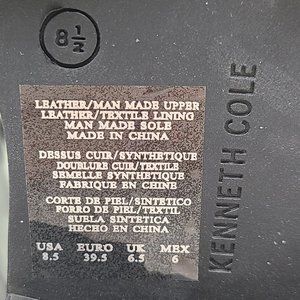 8½
LEATHER/MAN MADE UPPER
LEATHER/TEXTILE LINING
MAN MADE SOLE
MADE IN CHINA
DESSUS CUIR/SYNTHETIQUE
DOUBLURE CUIR/TEXTILE
SEMELLE SYNTHETIQUE
FABRIQUE EN CHINE
CORTE DE PIEL/SINTETICO
FORRO DE PIEL/TEXTIL
SUELA SINTETICA
HECHO EN CHINA
USA EURO UK MEX
8.5 39.5 6.5 6
KENNETH COLE